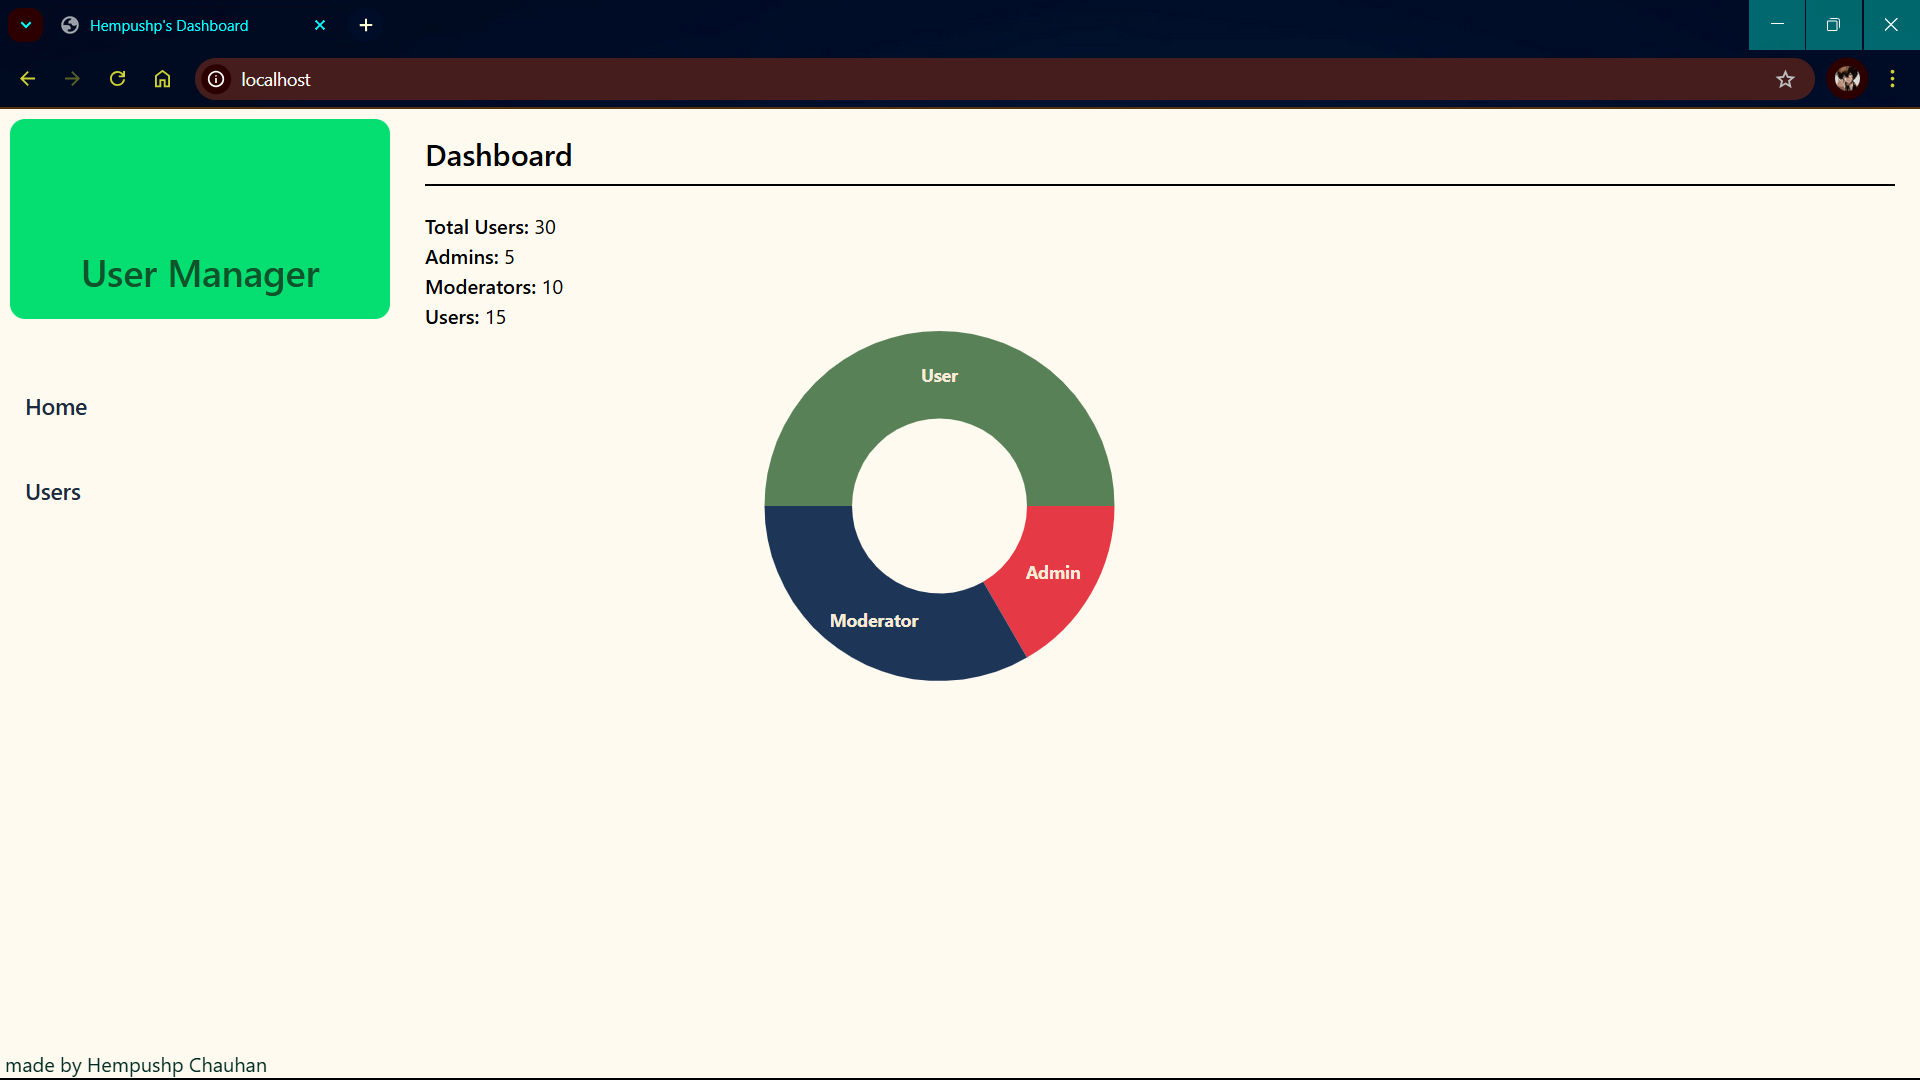 Hempushp's Dashboard
localhost
User Manager
Home
Users
Dashboard
Total Users: 30
Admins: 5
Moderators: 10
Users: 15
User
Admin
Moderator
made by Hempushp Chauhan